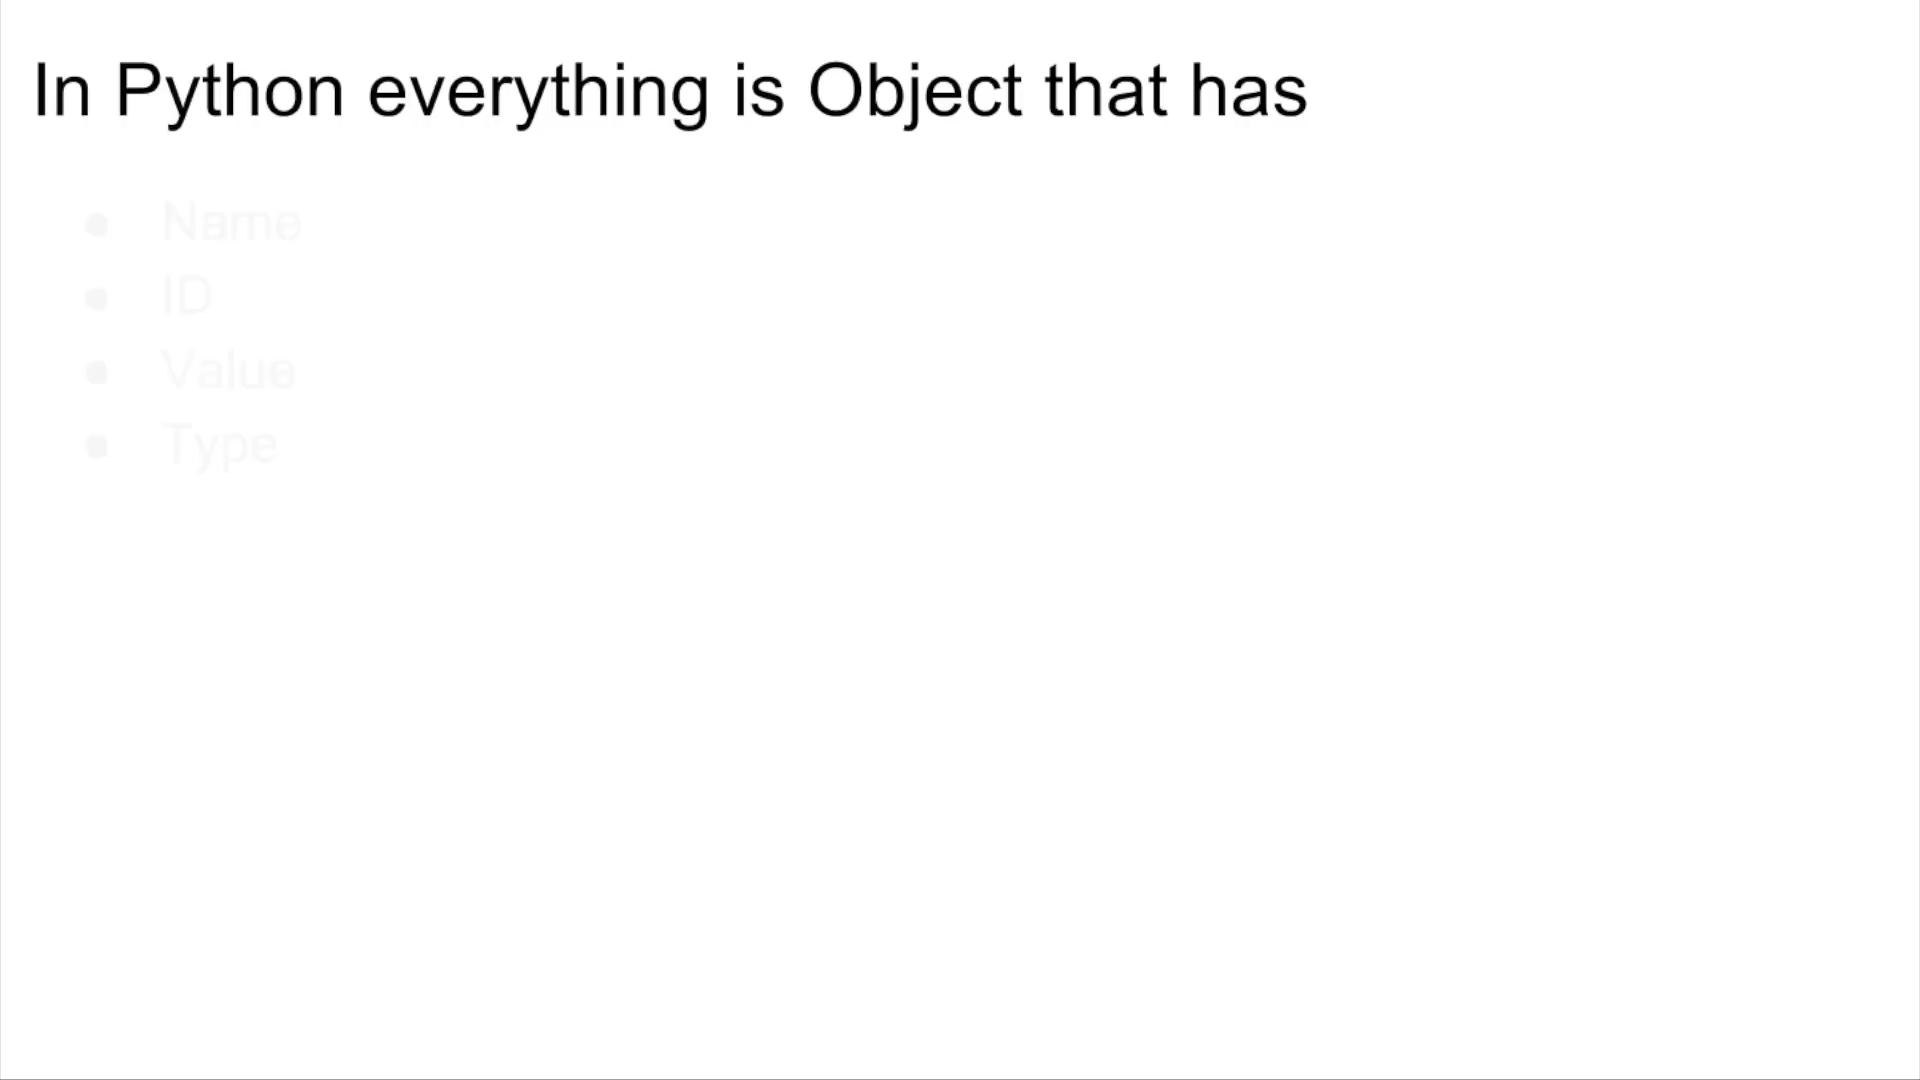 In Python everything is Object that has
● Name
● ID
● Value
● Type